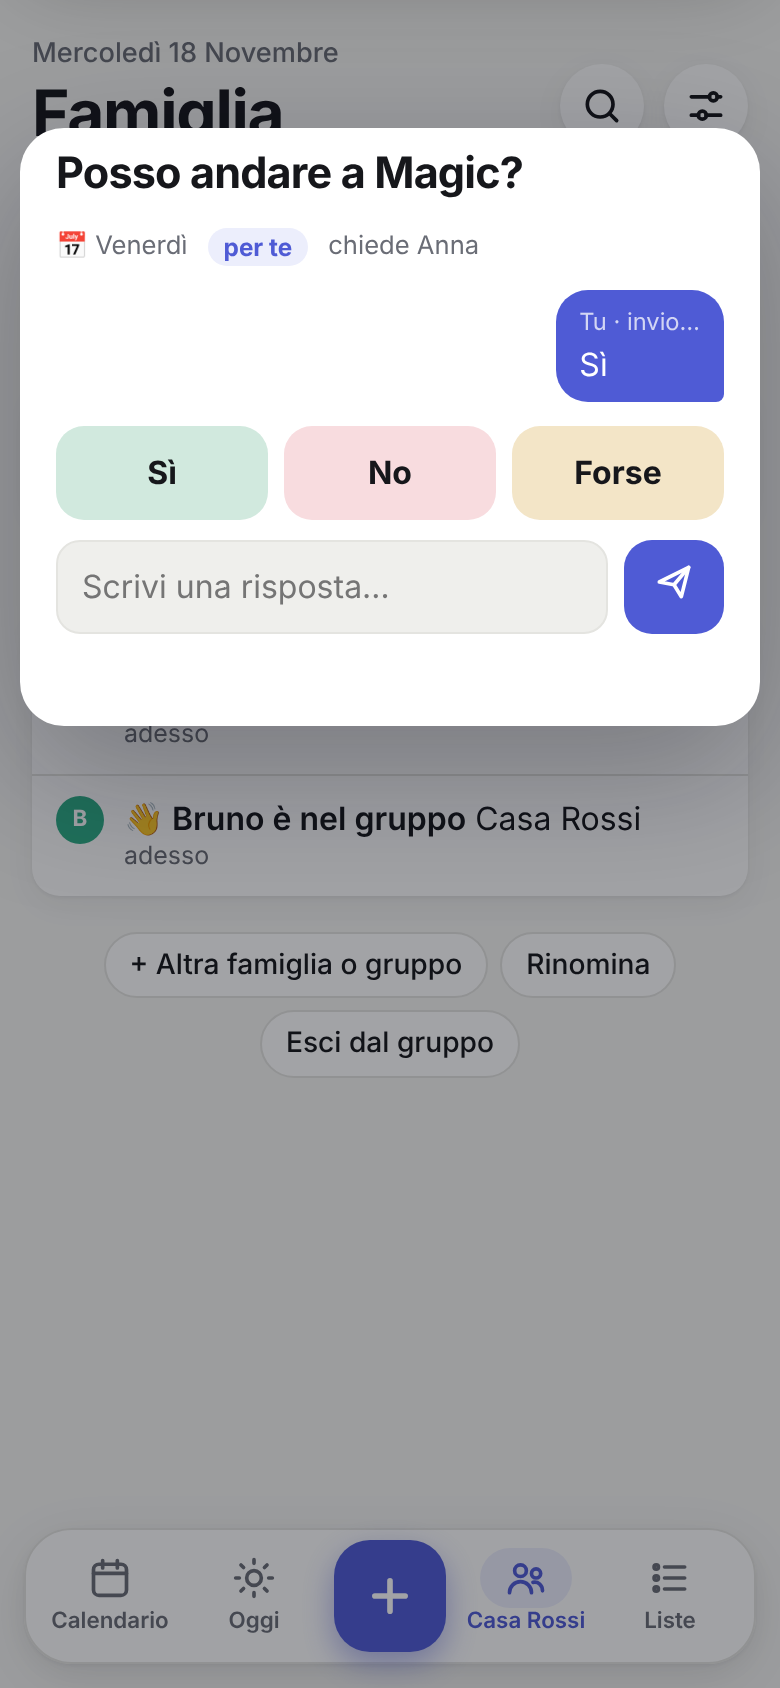 Mercoledì 18 Novembre
Famiglia
Posso andare a Magic?
📅 Venerdì per te chiede Anna
Tu · invio…
Sì
Sì No Forse
Scrivi una risposta…
adesso
B 👋 Bruno è nel gruppo Casa Rossi
adesso
+ Altra famiglia o gruppo Rinomina
Esci dal gruppo
Calendario Oggi + Casa Rossi Liste